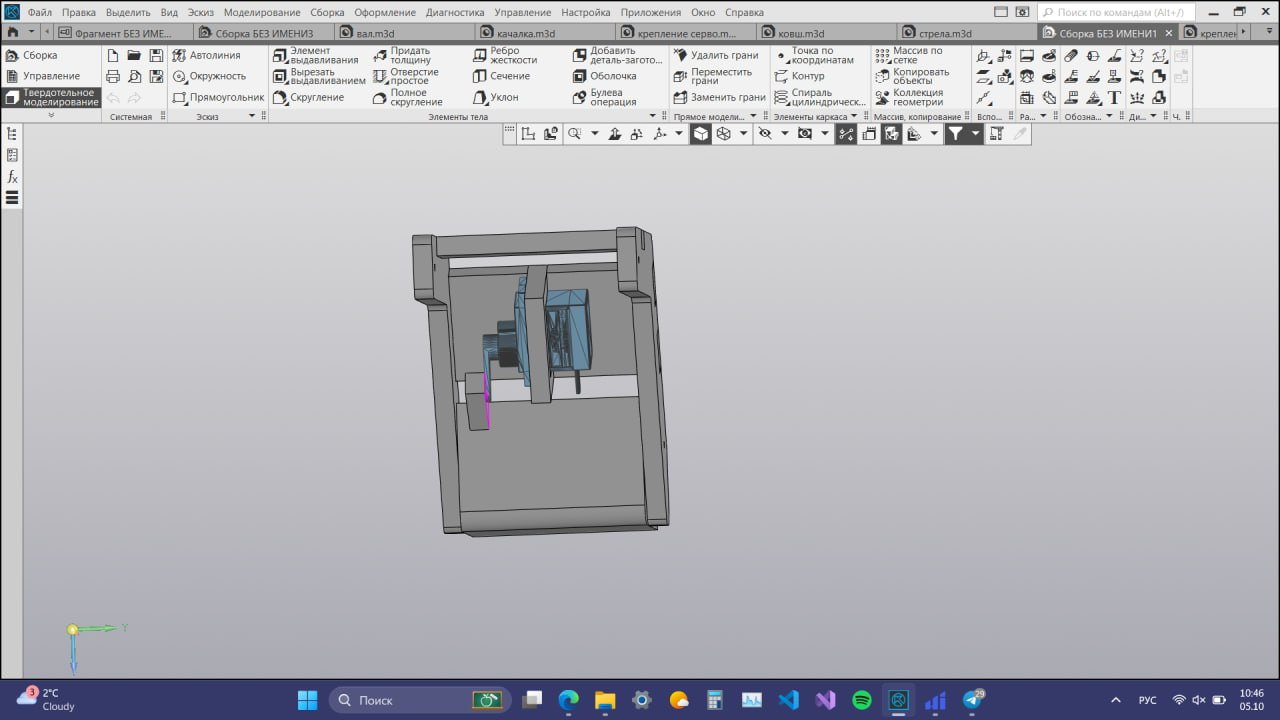 Файл Правка Выделить Вид Эскиз Моделирование Сборка Оформление Диагностика Управление Настройка Приложения Окно Справка
Поиск по командам (Alt+/)
Фрагмент БЕЗ ИМЕ... Сборка БЕЗ ИМЕНИ3 вал.m3d качалка.m3d крепление серво.m... ковш.m3d стрела.m3d Сборка БЕЗ ИМЕНИ1 креплен
Сборка
Управление
Твердотельное
моделирование
Системная
Автолиния
Окружность
Прямоугольник
Эскиз
Элемент
выдавливания
Вырезать
выдавливанием
Скругление
Придать
толщину
Отверстие
простое
Полное
скругление
Ребро
жесткости
Сечение
Уклон
Добавить
деталь-загото...
Оболочка
Булева
операция
Элементы тела
Удалить грани
Переместить
грани
Заменить грани
Прямое модели...
Точка по
координатам
Контур
Спираль
цилиндрическ...
Элементы каркаса
Массив по
сетке
Копировать
объекты
Коллекция
геометрии
Массив, копирование
Вспо...
Ра...
Обозна...
Ди...
Ч.
Y
3
2°C
Cloudy
Поиск
29
РУС
10:46
05.10